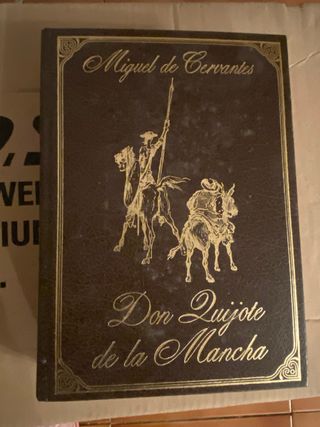 Miguel de Cervantes
Don Quijote
de la Mancha